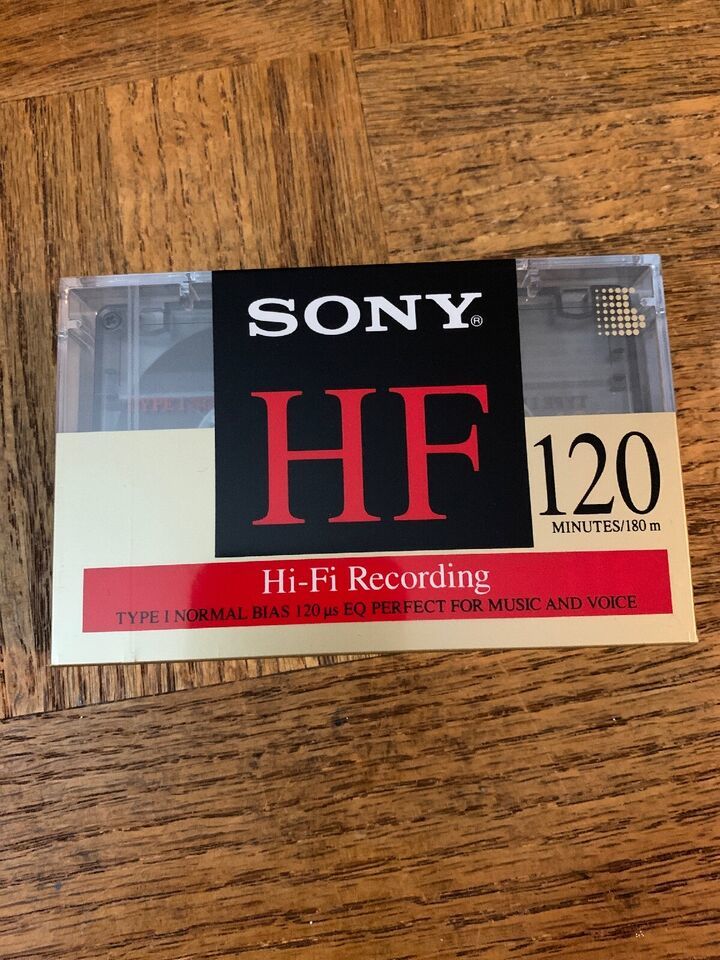 SONY®
HF
120
MINUTES/180 m
Hi-Fi Recording
TYPE I NORMAL BIAS 120 µs EQ PERFECT FOR MUSIC AND VOICE